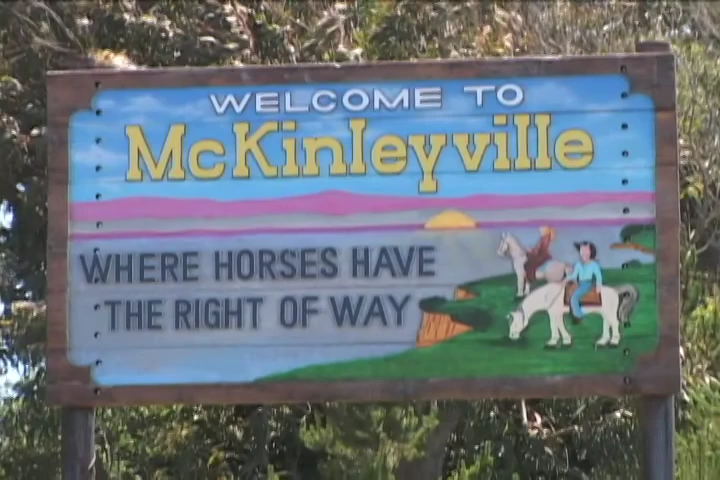 WELCOME TO
McKinleyville
WHERE HORSES HAVE
THE RIGHT OF WAY